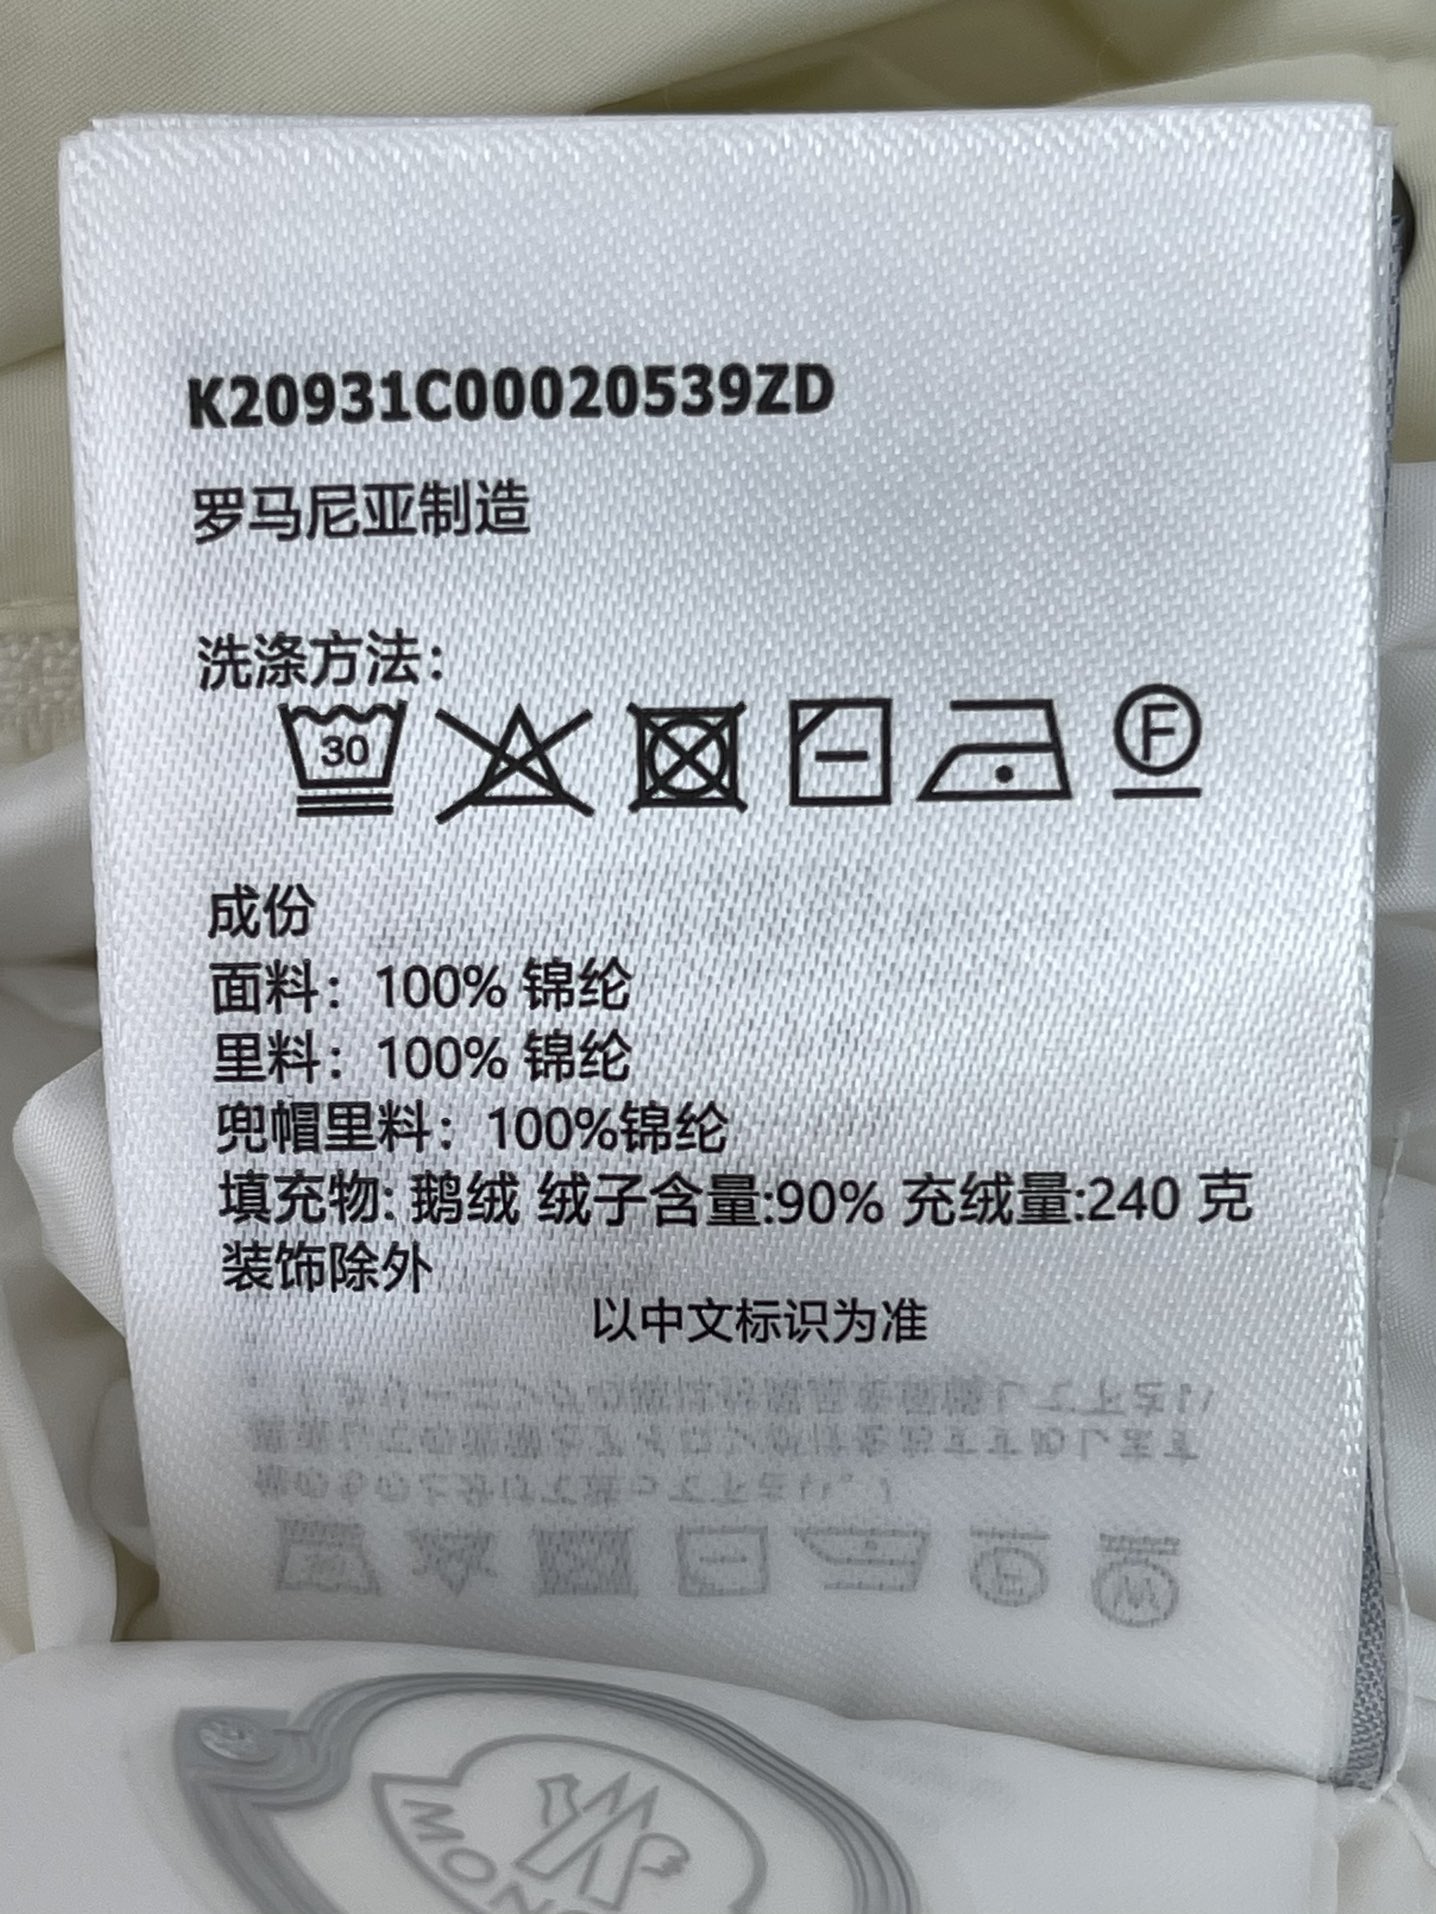 K20931C00020539ZD
罗马尼亚制造
洗涤方法：
30
F
成份
面料：100% 锦纶
里料：100% 锦纶
兜帽里料：100%锦纶
填充物: 鹅绒 绒子含量:90% 充绒量:240 克
装饰除外
以中文标识为准